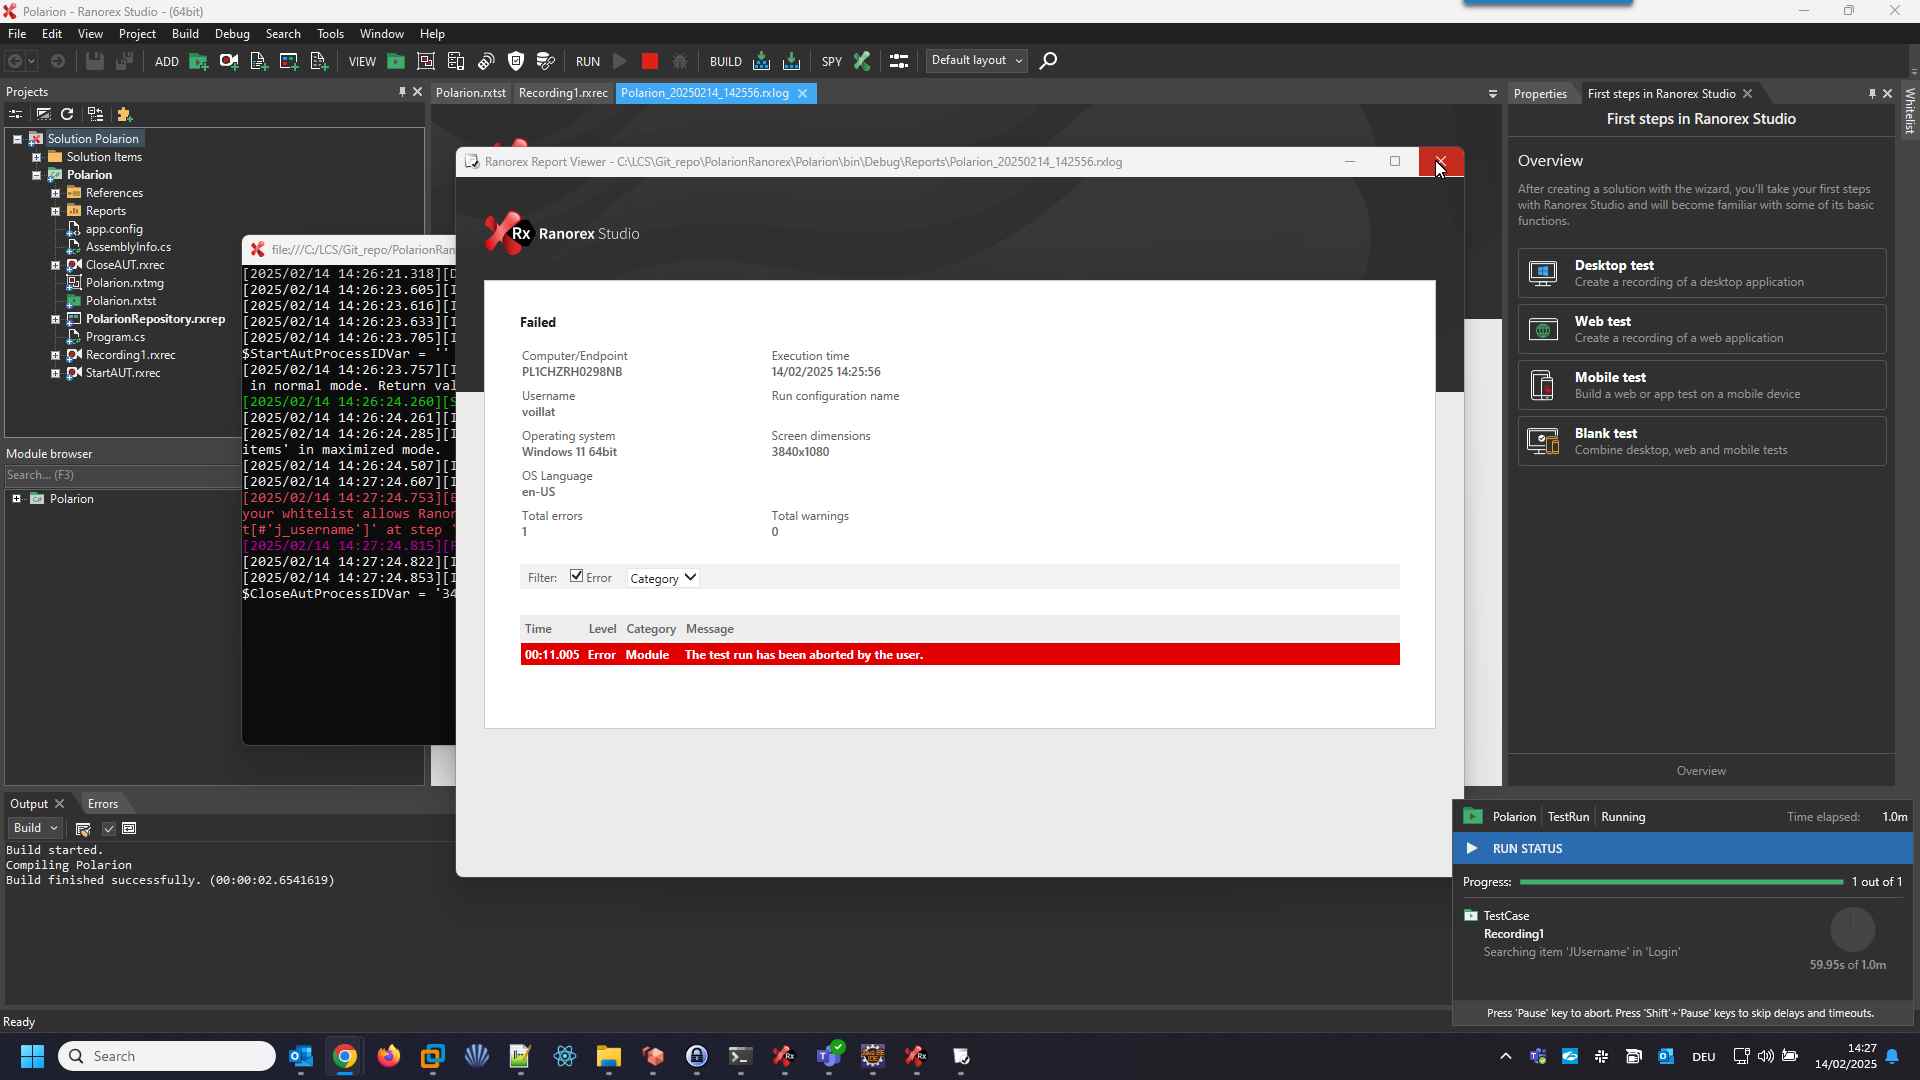 Polarion - Ranorex Studio - (64bit)
File Edit View Project Build Debug Search Tools Window Help
ADD VIEW RUN BUILD SPY Default layout
Projects
Polarion.rxtst Recording1.rxrec Polarion_20250214_142556.rxlog
Properties First steps in Ranorex Studio
Whitelist
First steps in Ranorex Studio
Solution Polarion
Solution Items
Polarion
References
Reports
app.config
AssemblyInfo.cs
CloseAUT.rxrec
Polarion.rxtmg
Polarion.rxtst
PolarionRepository.rxrep
Program.cs
Recording1.rxrec
StartAUT.rxrec
Module browser
Search... (F3)
Polarion
file:///C:/LCS/Git_repo/PolarionRan
[2025/02/14 14:26:21.318][D
[2025/02/14 14:26:23.605][I
[2025/02/14 14:26:23.616][I
[2025/02/14 14:26:23.633][I
[2025/02/14 14:26:23.705][I
$StartAutProcessIDVar = ''
[2025/02/14 14:26:23.757][I
in normal mode. Return val
[2025/02/14 14:26:24.260][S
[2025/02/14 14:26:24.261][I
[2025/02/14 14:26:24.285][I
items' in maximized mode.
[2025/02/14 14:26:24.507][I
[2025/02/14 14:27:24.607][I
[2025/02/14 14:27:24.753][E
your whitelist allows Ranor
t[#'j_username']' at step '
[2025/02/14 14:27:24.815][F
[2025/02/14 14:27:24.822][I
[2025/02/14 14:27:24.853][I
$CloseAutProcessIDVar = '34
Ranorex Report Viewer - C:\LCS\Git_repo\PolarionRanorex\Polarion\bin\Debug\Reports\Polarion_20250214_142556.rxlog
Rx Ranorex Studio
Failed
Computer/Endpoint Execution time
PL1CHZRH0298NB 14/02/2025 14:25:56
Username Run configuration name
voillat
Operating system Screen dimensions
Windows 11 64bit 3840x1080
OS Language
en-US
Total errors Total warnings
1 0
Filter: Error Category
Time Level Category Message
00:11.005 Error Module The test run has been aborted by the user.
Overview
After creating a solution with the wizard, you'll take your first steps
with Ranorex Studio and will become familiar with some of its basic
functions.
Desktop test
Create a recording of a desktop application
Web test
Create a recording of a web application
Mobile test
Build a web or app test on a mobile device
Blank test
Combine desktop, web and mobile tests
Overview
Output Errors
Build
Build started.
Compiling Polarion
Build finished successfully. (00:00:02.6541619)
Polarion TestRun Running Time elapsed: 1.0m
RUN STATUS
Progress: 1 out of 1
TestCase
Recording1
Searching item 'JUsername' in 'Login'
59.95s of 1.0m
Press 'Pause' key to abort. Press 'Shift'+'Pause' keys to skip delays and timeouts.
Ready
Search
DEU
14:27
14/02/2025